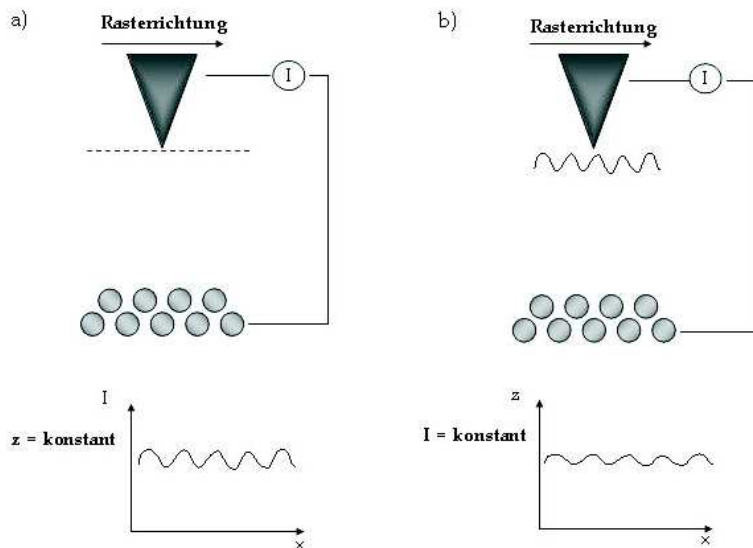 a)
Rasterrichtung
I
I
z = konstant
x
b)
Rasterrichtung
I
z
I = konstant
x